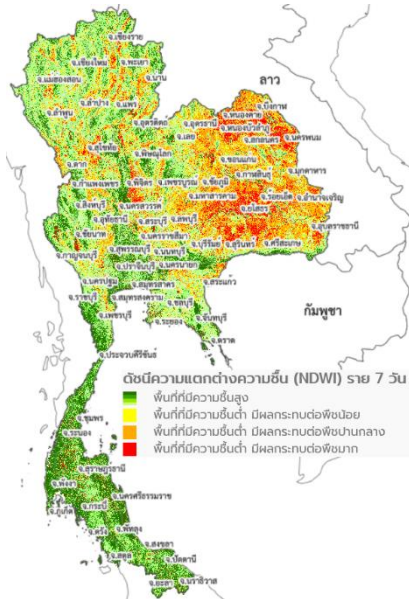 จ.เชียงราย
จ.เชียงใหม่
จ.พะเยา
จ.แม่ฮ่องสอน
จ.น่าน
ลาว
จ.ลำปาง
จ.แพร่
จ.ลำพูน
จ.บึงกาฬ
จ.หนองคาย
จ.อุตรดิตถ์
จ.อุดรธานี
จ.หนองบัวลำภู
จ.นครพนม
จ.เลย
จ.สกลนคร
จ.สุโขทัย
จ.พิษณุโลก
จ.ตาก
จ.ขอนแก่น
จ.มุกดาหาร
จ.กาฬสินธุ์
จ.กำแพงเพชร
จ.พิจิตร
จ.เพชรบูรณ์
จ.ชัยภูมิ
จ.มหาสารคาม
จ.ร้อยเอ็ด
จ.อำนาจเจริญ
จ.ยโสธร
จ.สิงห์บุรี
จ.นครสวรรค์
จ.อุทัยธานี
จ.สระบุรี
จ.ลพบุรี
จ.อุบลราชธานี
จ.ชัยนาท
จ.นครราชสีมา
จ.บุรีรัมย์
จ.สุรินทร์
จ.ศรีสะเกษ
จ.สุพรรณบุรี
จ.นนทบุรี
จ.กาญจนบุรี
จ.ปราจีนบุรี
จ.นครนายก
จ.นครปฐม
จ.สมุทรสาคร
จ.สระแก้ว
จ.ราชบุรี
จ.สมุทรสงคราม
จ.ชลบุรี
จ.เพชรบุรี
จ.ระยอง
จ.จันทบุรี
กัมพูชา
จ.ตราด
จ.ประจวบคีรีขันธ์
ดัชนีความแตกต่างความชื้น (NDWI) ราย 7 วัน
พื้นที่ที่มีความชื้นสูง
พื้นที่ที่มีความชื้นต่ำ มีผลกระทบต่อพืชน้อย
พื้นที่ที่มีความชื้นต่ำ มีผลกระทบต่อพืชปานกลาง
พื้นที่ที่มีความชื้นต่ำ มีผลกระทบต่อพืชมาก
จ.ชุมพร
จ.ระนอง
จ.สุราษฎร์ธานี
จ.พังงา
จ.นครศรีธรรมราช
จ.กระบี่
จ.ภูเก็ต
จ.ตรัง
จ.พัทลุง
จ.สงขลา
จ.สตูล
จ.ปัตตานี
จ.ยะลา
จ.นราธิวาส